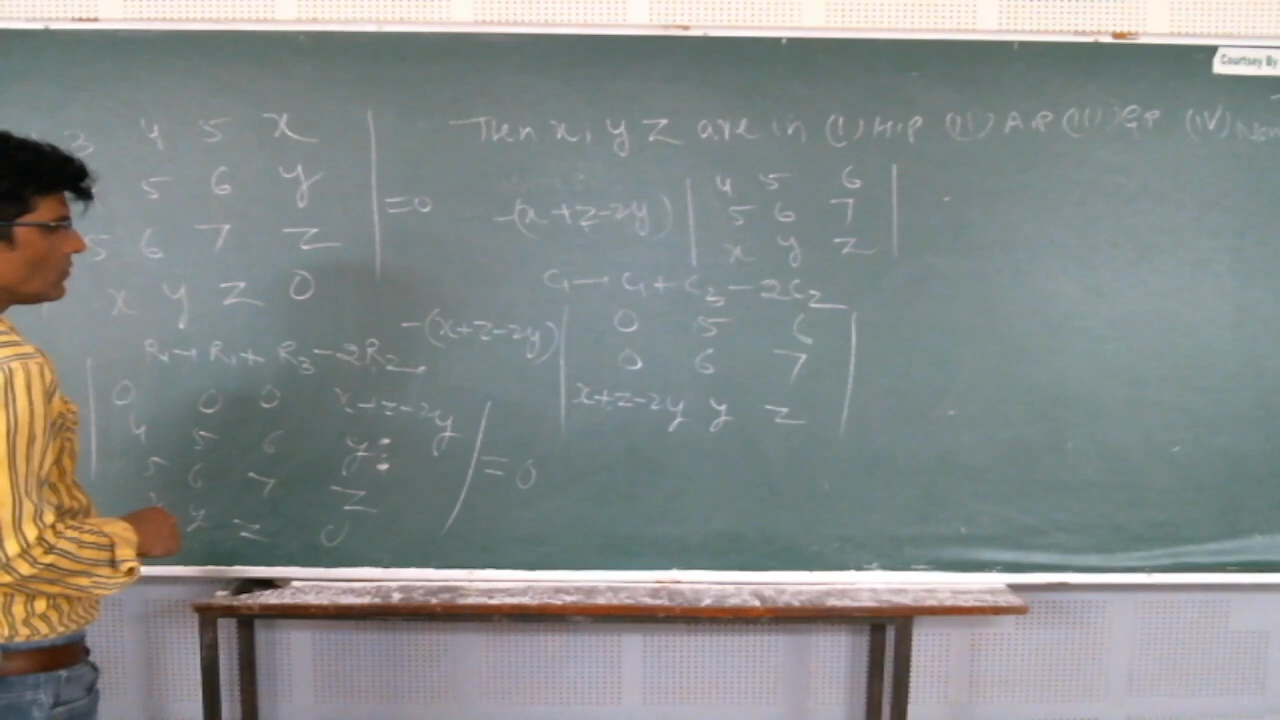 3 4 5 x
5 6 y
5 6 7 z
x y z 0
=0
R1→R1+R3-2R2
0 0 0 x+z-2y
4 5 6 y
5 6 7 z
y z 0
=0
Then x, y z are in (I) H.P (II) A.P (III) G.P (IV)
-(x+z-2y)
4 5 6
5 6 7
x y z
C1→C1+C3-2C2
-(x+z-2y)
0 5 6
0 6 7
x+z-2y y z
Courtsey By